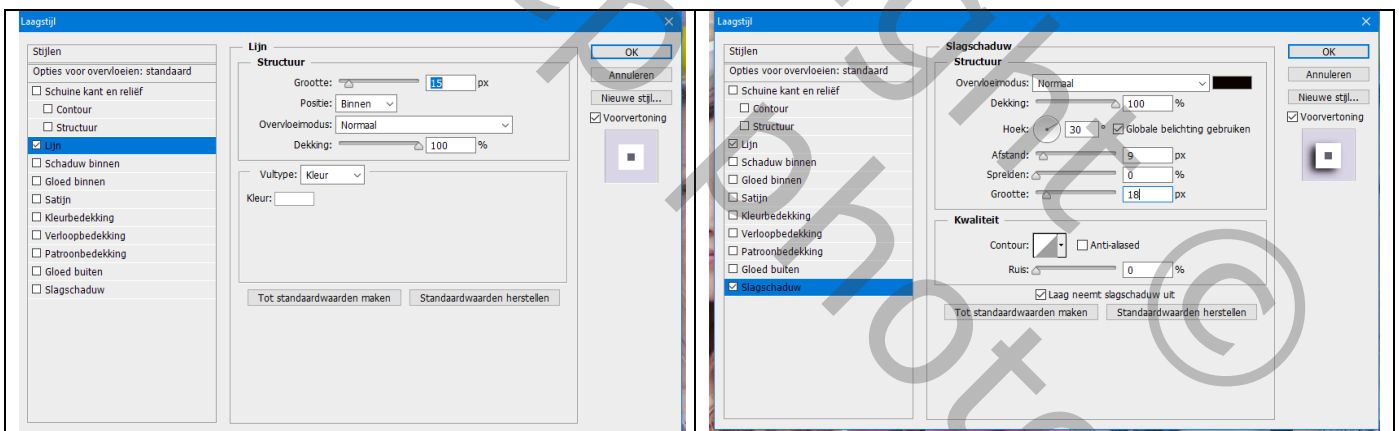 Laagstijl
Stijlen
Opties voor overvloeien: standaard
Schuine kant en reliëf
Contour
Structuur
Lijn
Schaduw binnen
Gloed binnen
Satijn
Kleurbedekking
Verloopbedekking
Patroonbedekking
Gloed buiten
Slagschaduw
Lijn
Structuur
Grootte: 15 px
Positie: Binnen
Overvloeimodus: Normaal
Dekking: 100 %
Vultype: Kleur
Kleur:
Tot standaardwaarden maken Standaardwaarden herstellen
OK
Annuleren
Nieuwe stijl...
Voorvertoning
Laagstijl
Stijlen
Opties voor overvloeien: standaard
Schuine kant en reliëf
Contour
Structuur
Lijn
Schaduw binnen
Gloed binnen
Satijn
Kleurbedekking
Verloopbedekking
Patroonbedekking
Gloed buiten
Slagschaduw
Slagschaduw
Structuur
Overvloeimodus: Normaal
Dekking: 100 %
Hoek: 30 ° Globale belichting gebruiken
Afstand: 9 px
Spreiden: 0 %
Grootte: 18 px
Kwaliteit
Contour: Anti-aliased
Ruis: 0 %
Laag neemt slagschaduw uit
Tot standaardwaarden maken Standaardwaarden herstellen
OK
Annuleren
Nieuwe stijl...
Voorvertoning
©